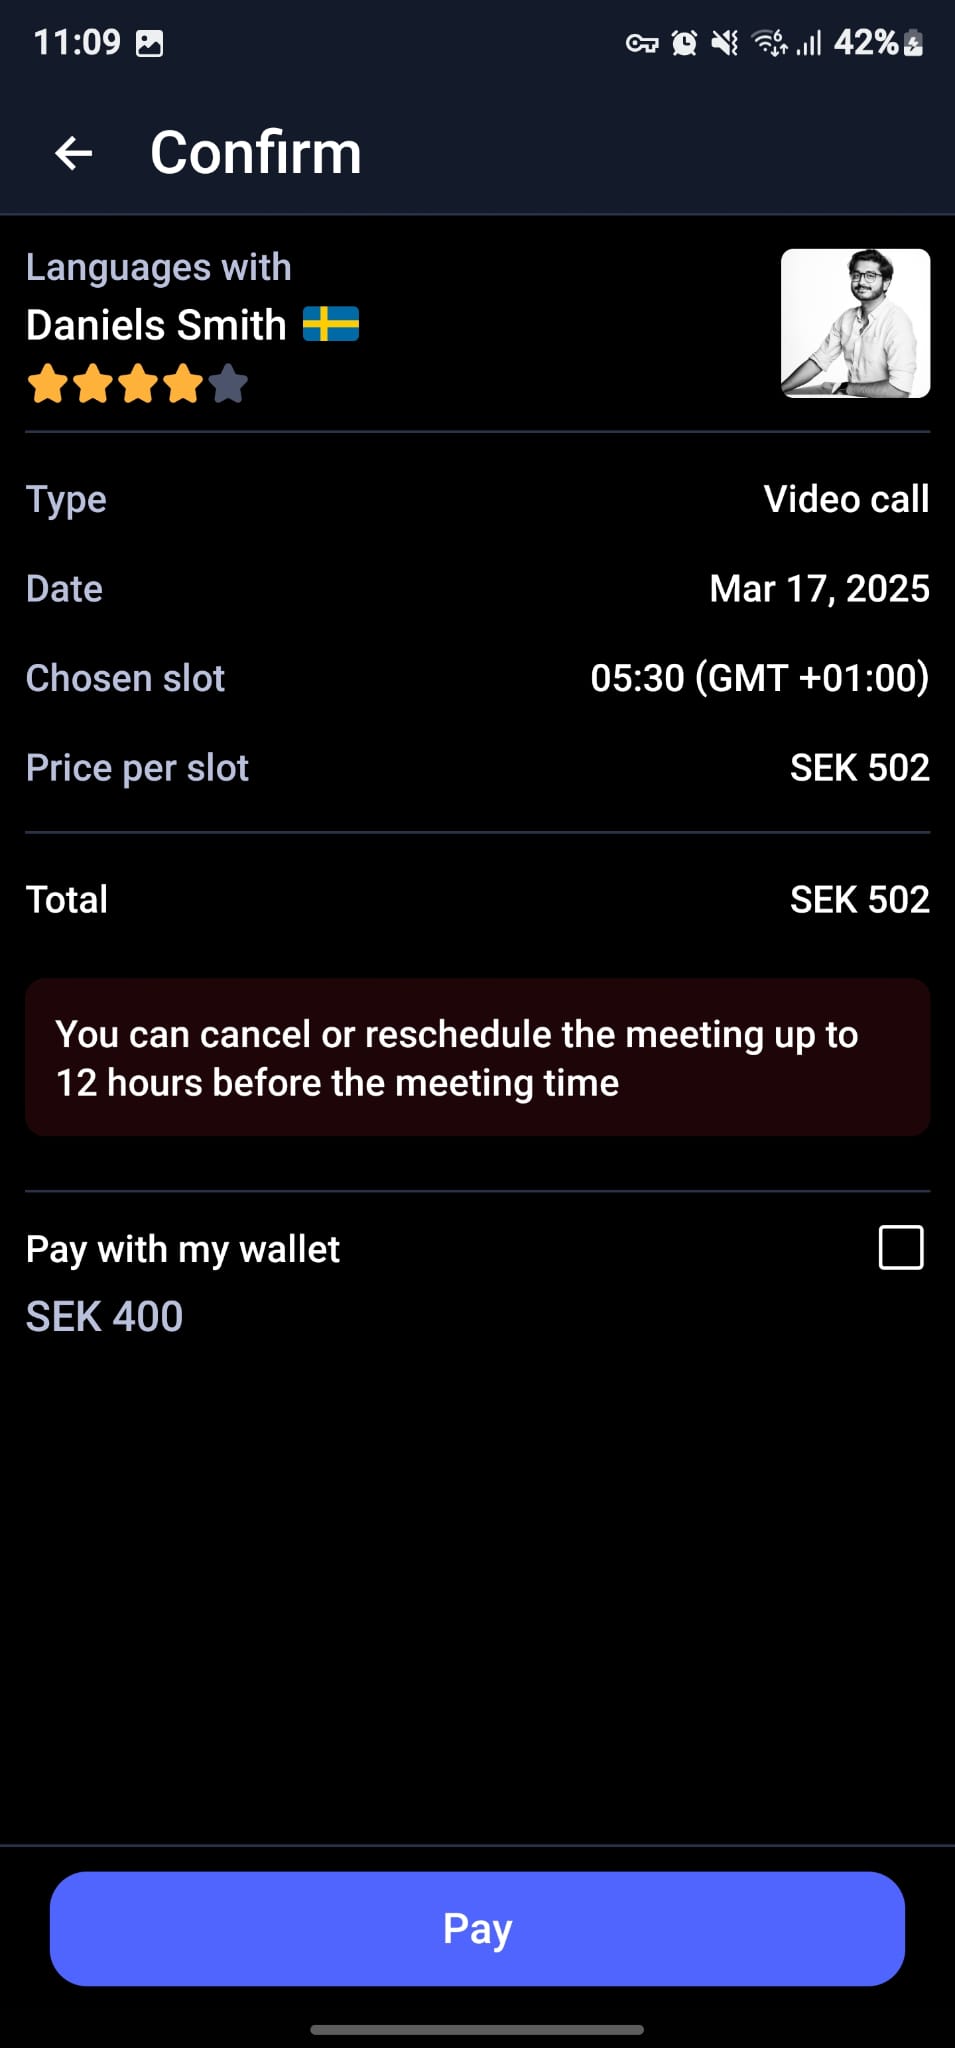 11:09 42%
Confirm
Languages with
Daniels Smith
Type Video call
Date Mar 17, 2025
Chosen slot 05:30 (GMT +01:00)
Price per slot SEK 502
Total SEK 502
You can cancel or reschedule the meeting up to
12 hours before the meeting time
Pay with my wallet
SEK 400
Pay